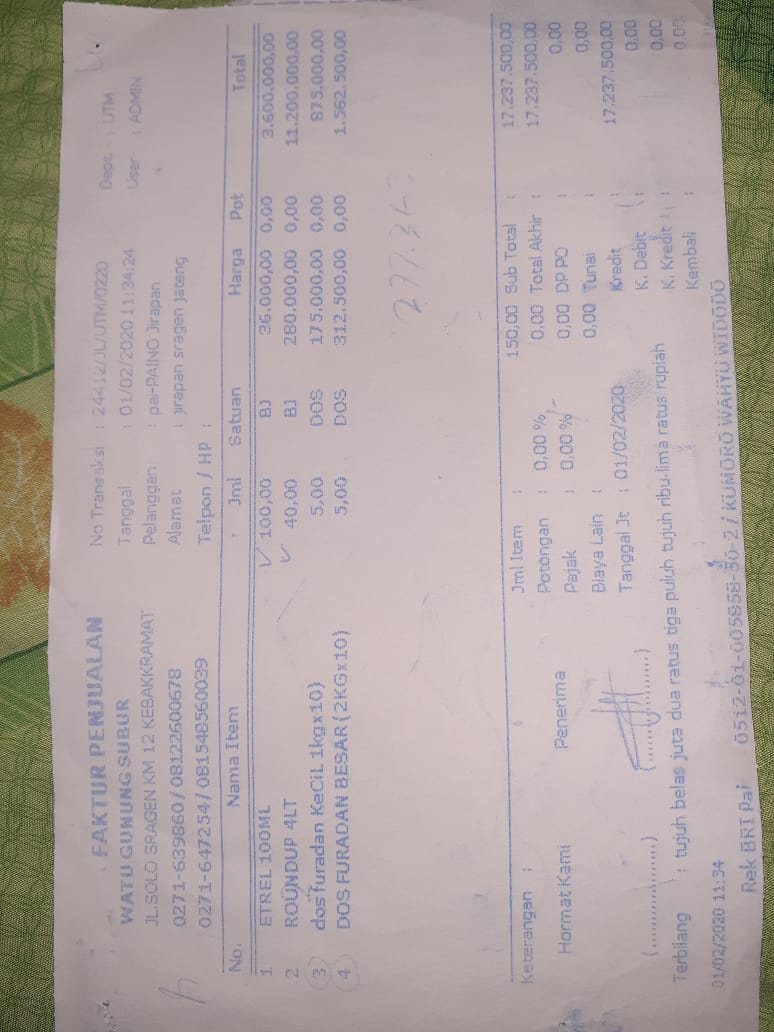 FAKTUR PENJUALAN
WATU GUNUNG SUBUR
JL.SOLO SRAGEN KM 12 KEBAKKRAMAT
0271-639860 / 08122600678
0271-647254 / 081548560039
No Transaksi : 24412/JL/UTM/0220
Tanggal : 01/02/2020 11:34:24
Pelanggan : pai-PAINO Jirapan
Alamat : jirapan sragen jateng
Telpon / HP :
Dept. : UTM
User : ADMIN
No. Nama Item Jml Satuan Harga Pot Total
1 ETREL 100ML 100,00 BJ 36.000,00 0,00 3.600.000,00
2 ROUNDUP 4LT 40,00 BJ 280.000,00 0,00 11.200.000,00
3 dos furadan KeCiL 1kgx10) 5,00 DOS 175.000,00 0,00 875.000,00
4 DOS FURADAN BESAR (2KGx10) 5,00 DOS 312.500,00 0,00 1.562.500,00
Keterangan :
Hormat Kami Penerima
(....................) (....................)
Jml Item : 150,00
Potongan : 0,00 % 0,00
Pajak : 0,00 % 0,00
Biaya Lain : 0,00
Tanggal Jt : 01/02/2020
Sub Total : 17.237.500,00
Total Akhir : 17.237.500,00
DP PO : 0,00
Tunai : 0,00
Kredit : 17.237.500,00
K. Debit : 0,00
K. Kredit : 0,00
Kembali : 0,00
Terbilang : tujuh belas juta dua ratus tiga puluh tujuh ribu lima ratus rupiah
01/02/2020 11:34
Rek BRI Pai 0512-01-005858-50-2 / KUMORO WAHYU WIDODO